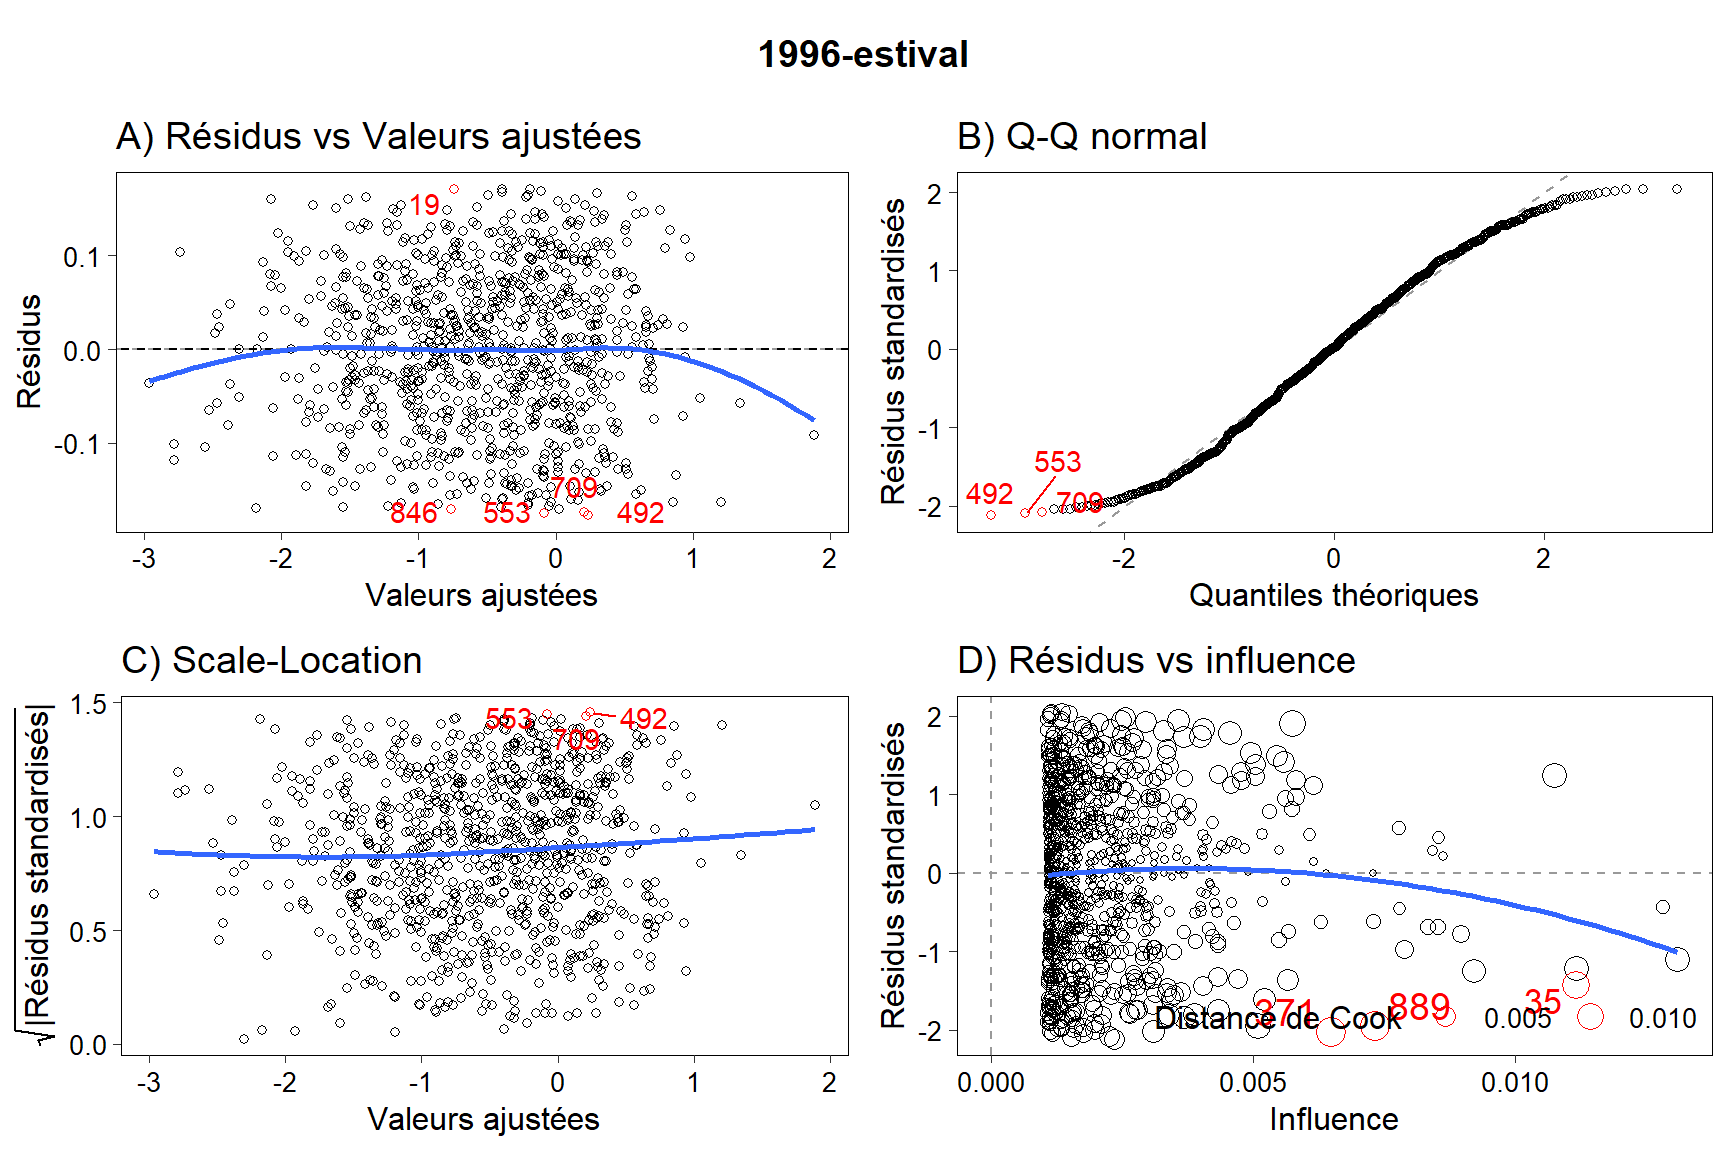 1996-estival
A) Résidus vs Valeurs ajustées
Résidus
0.1
0.0
-0.1
19
846
553
709
492
-3 -2 -1 0 1 2
Valeurs ajustées
B) Q-Q normal
Résidus standardisés
2
1
0
-1
-2
492
553
709
-2 0 2
Quantiles théoriques
C) Scale-Location
√|Résidus standardisés|
1.5
1.0
0.5
0.0
553
709
492
-3 -2 -1 0 1 2
Valeurs ajustées
D) Résidus vs influence
Résidus standardisés
2
1
0
-1
-2
371
889
35
Distance de Cook 0.005 0.010
0.000 0.005 0.010
Influence